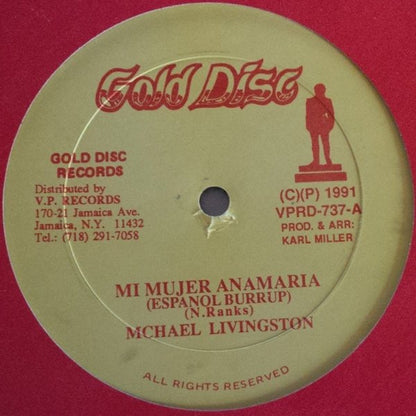 Gold Disc
GOLD DISC
RECORDS
Distributed by
V.P. RECORDS
170-21 Jamaica Ave.
Jamaica, N.Y. 11432
Tel.: (718) 291-7058
(C)(P) 1991
VPRD-737-A
PROD. & ARR:
KARL MILLER
MI MUJER ANAMARIA
(ESPANOL BURRUP)
(N.Ranks)
MCHAEL LIVINGSTON
ALL RIGHTS RESERVED